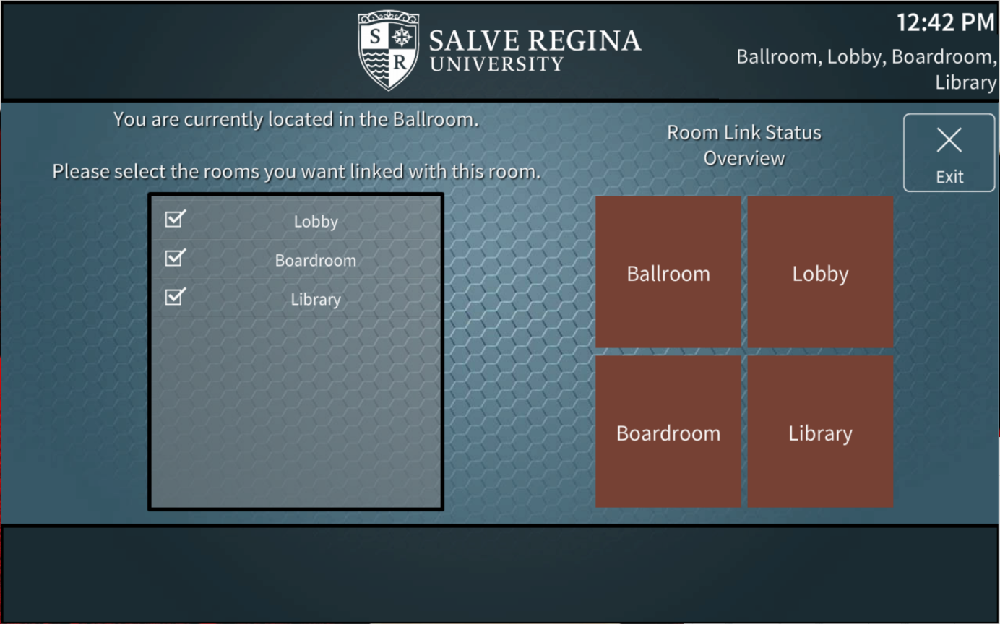 S
R
SALVE REGINA
UNIVERSITY
12:42 PM
Ballroom, Lobby, Boardroom,
Library
You are currently located in the Ballroom.
Please select the rooms you want linked with this room.
Lobby
Boardroom
Library
Room Link Status
Overview
Exit
Ballroom
Lobby
Boardroom
Library